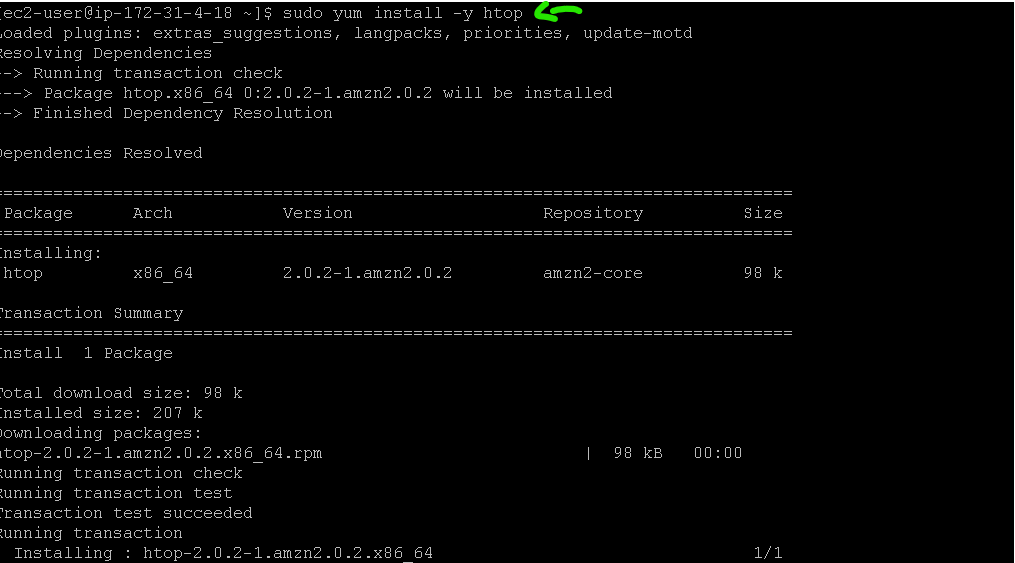 [ec2-user@ip-172-31-4-18 ~]$ sudo yum install -y htop
Loaded plugins: extras_suggestions, langpacks, priorities, update-motd
Resolving Dependencies
--> Running transaction check
---> Package htop.x86_64 0:2.0.2-1.amzn2.0.2 will be installed
--> Finished Dependency Resolution
Dependencies Resolved
================================================================================
Package Arch Version Repository Size
================================================================================
Installing:
htop x86_64 2.0.2-1.amzn2.0.2 amzn2-core 98 k
Transaction Summary
================================================================================
Install 1 Package
Total download size: 98 k
Installed size: 207 k
Downloading packages:
htop-2.0.2-1.amzn2.0.2.x86_64.rpm | 98 kB 00:00
Running transaction check
Running transaction test
Transaction test succeeded
Running transaction
Installing : htop-2.0.2-1.amzn2.0.2.x86_64 1/1